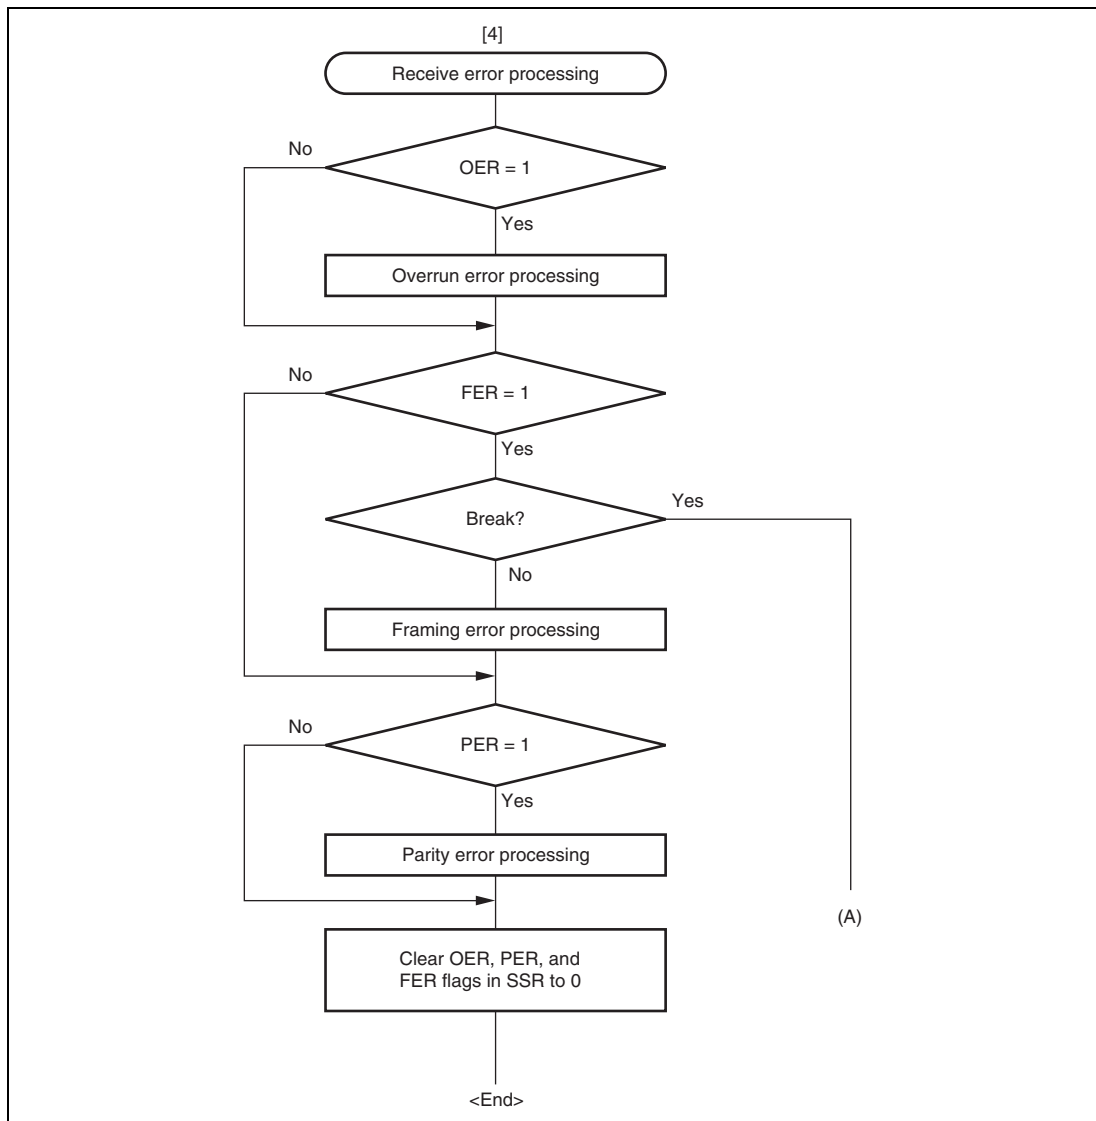 [4]
Receive error processing
No
OER = 1
Yes
Overrun error processing
No
FER = 1
Yes
Break?
Yes
No
Framing error processing
No
PER = 1
Yes
Parity error processing
(A)
Clear OER, PER, and
FER flags in SSR to 0
<End>